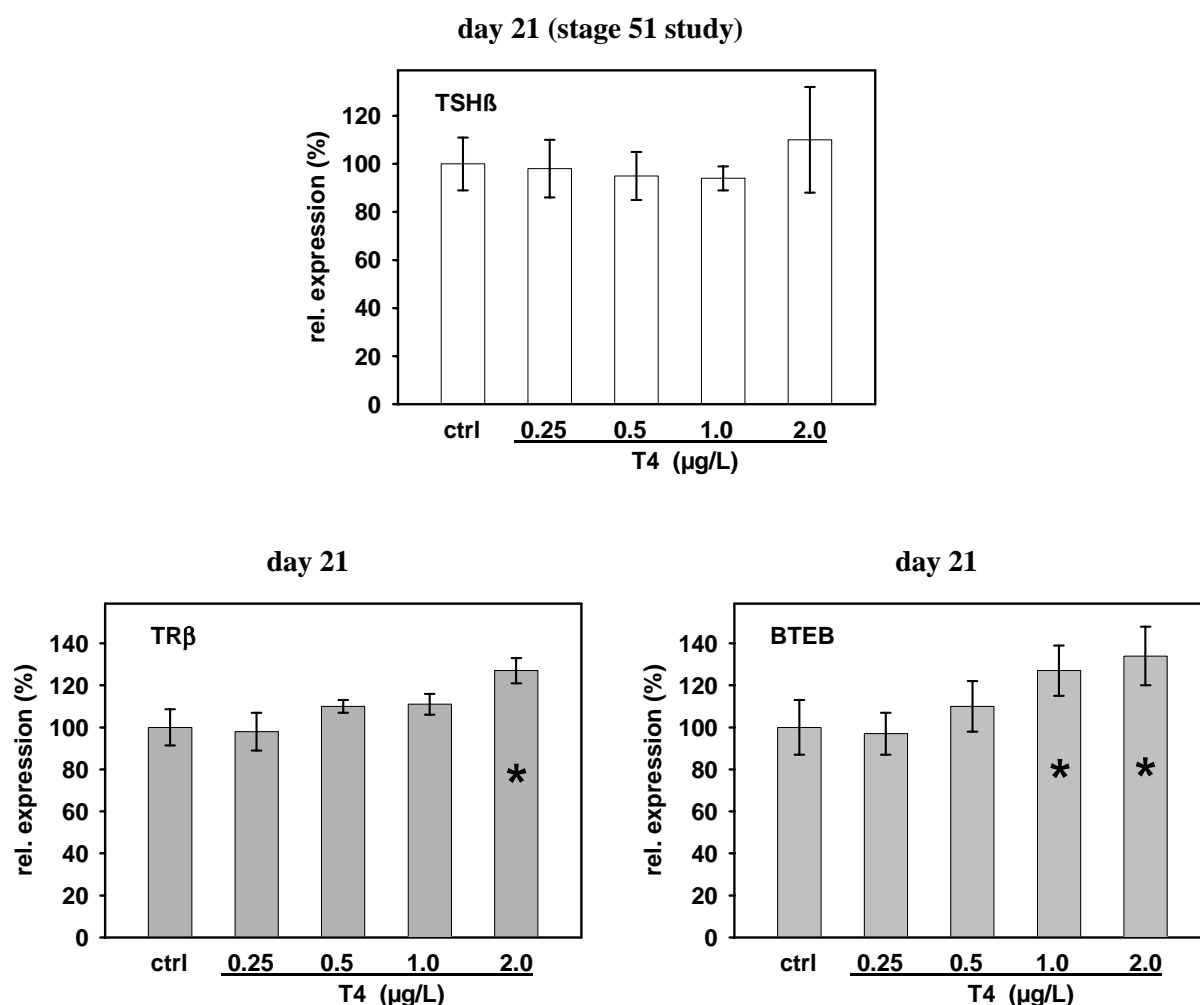 day 21 (stage 51 study)
TSHß
rel. expression (%)
120
100
80
60
40
20
0
ctrl 0.25 0.5 1.0 2.0
T4 (µg/L)
day 21
TRβ
rel. expression (%)
140
120
100
80
60
40
20
0
*
ctrl 0.25 0.5 1.0 2.0
T4 (µg/L)
day 21
BTEB
rel. expression (%)
140
120
100
80
60
40
20
0
* *
ctrl 0.25 0.5 1.0 2.0
T4 (µg/L)